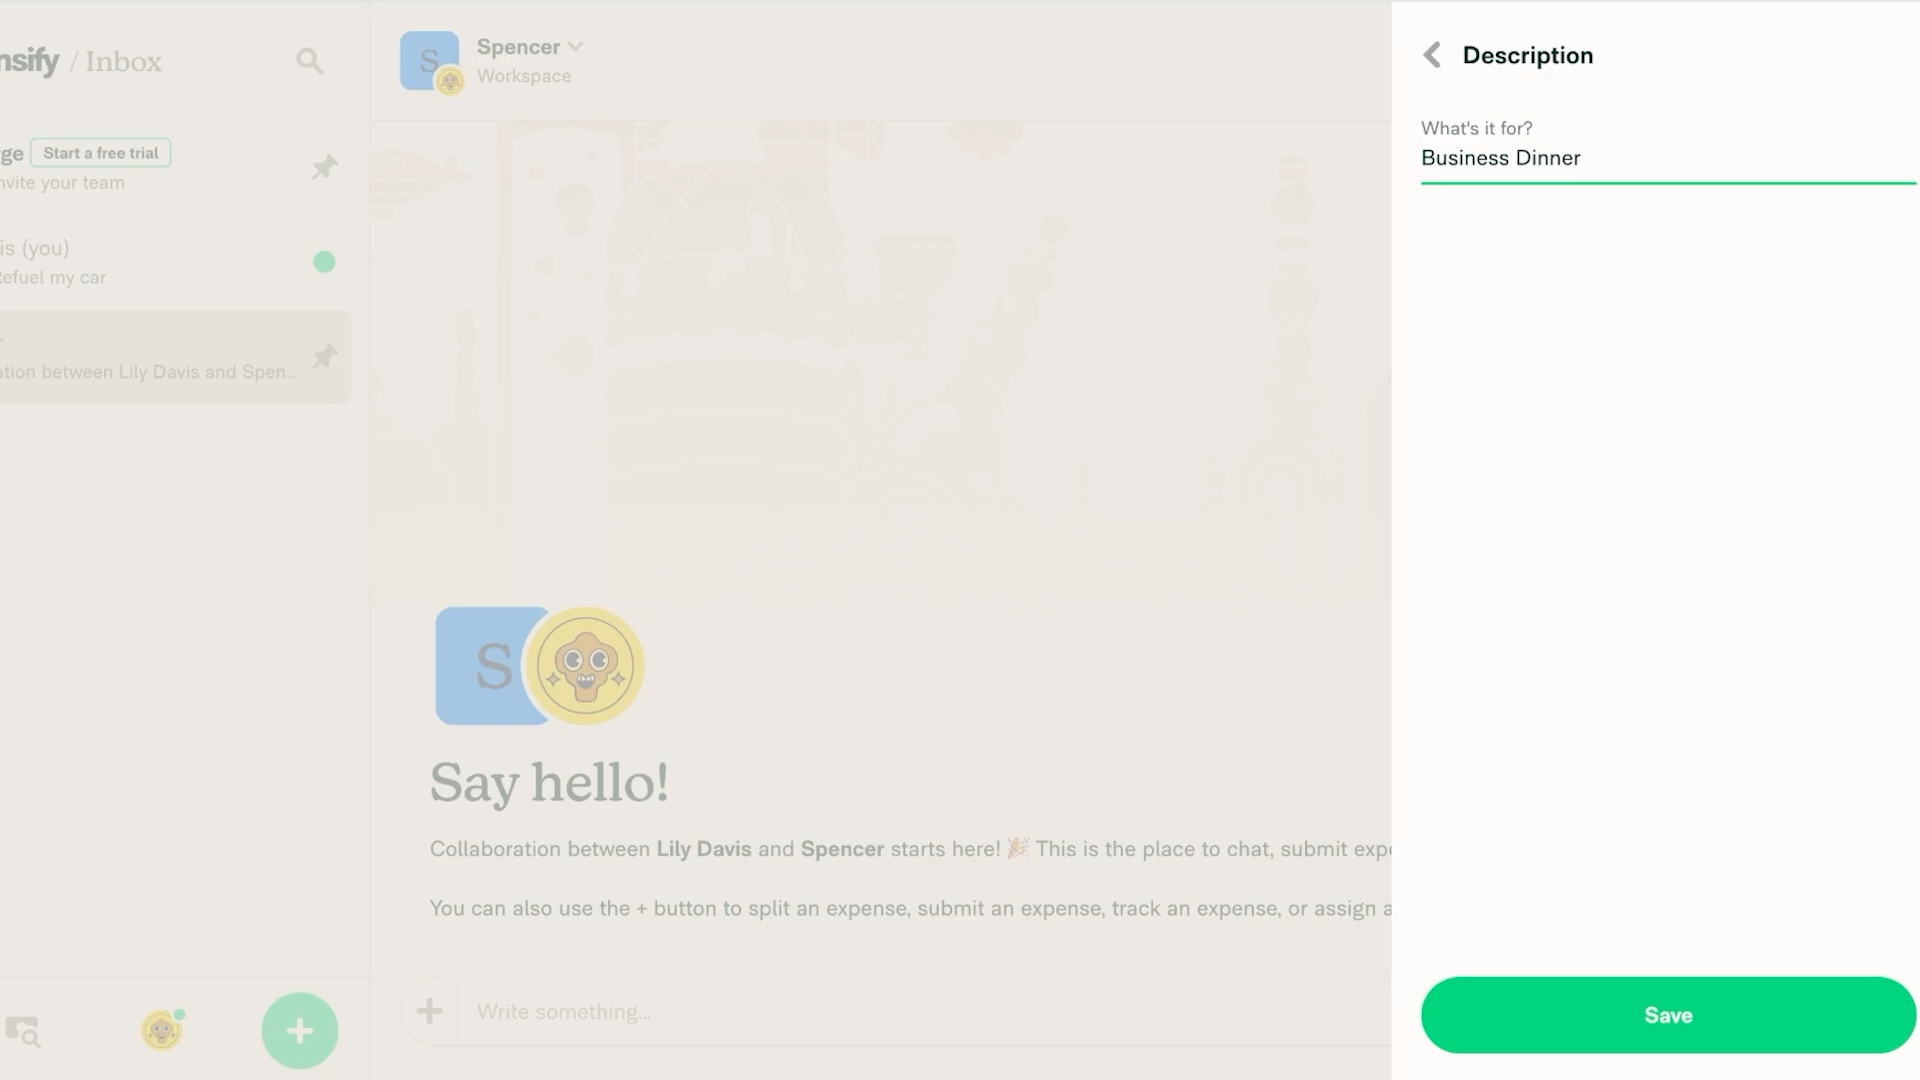 nsify / Inbox
S
Spencer
Workspace
Description
What's it for?
Business Dinner
rge Start a free trial
nvite your team
is (you)
Refuel my car
ation between Lily Davis and Spen...
S
Say hello!
Collaboration between Lily Davis and Spencer starts here! 🎉 This is the place to chat, submit expe
You can also use the + button to split an expense, submit an expense, track an expense, or assign a
Write something...
Save